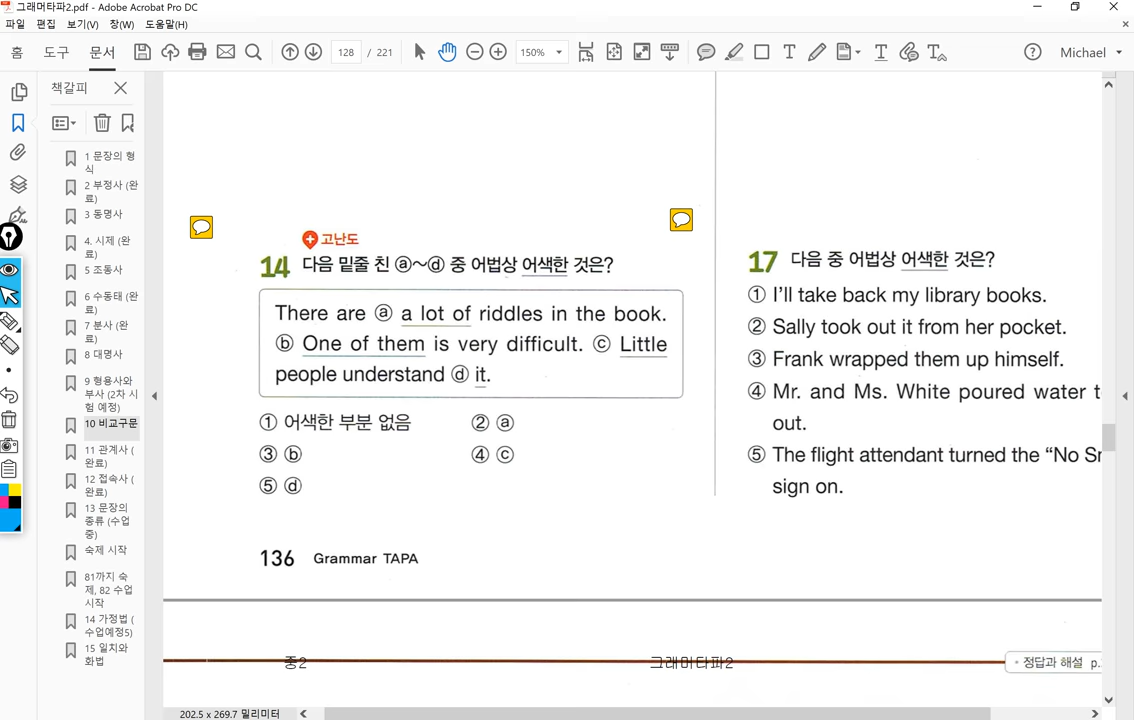 그래머타파2.pdf - Adobe Acrobat Pro DC
파일 편집 보기(V) 창(W) 도움말(H)
홈 도구 문서 128 / 221 150% Michael
책갈피
1 문장의 형
식
2 부정사 (완
료)
3 동명사
4. 시제 (완
료)
5 조동사
6 수동태 (완
료)
7 분사 (완
료)
8 대명사
9 형용사와
부사 (2차 시
험 예정)
10 비교구문
11 관계사 (
완료)
12 접속사 (
완료)
13 문장의
종류 (수업
중)
숙제 시작
81까지 숙
제, 82 수업
시작
14 가정법 (
수업예정5)
15 일치와
화법
고난도
14 다음 밑줄 친 ⓐ~ⓓ 중 어법상 어색한 것은?
There are ⓐ a lot of riddles in the book.
ⓑ One of them is very difficult. ⓒ Little
people understand ⓓ it.
① 어색한 부분 없음 ② ⓐ
③ ⓑ ④ ⓒ
⑤ ⓓ
136 Grammar TAPA
17 다음 중 어법상 어색한 것은?
① I'll take back my library books.
② Sally took out it from her pocket.
③ Frank wrapped them up himself.
④ Mr. and Ms. White poured water t
out.
⑤ The flight attendant turned the “No Sr
sign on.
중2 그래머타파2 정답과 해설 p.
202.5 x 269.7 밀리미터